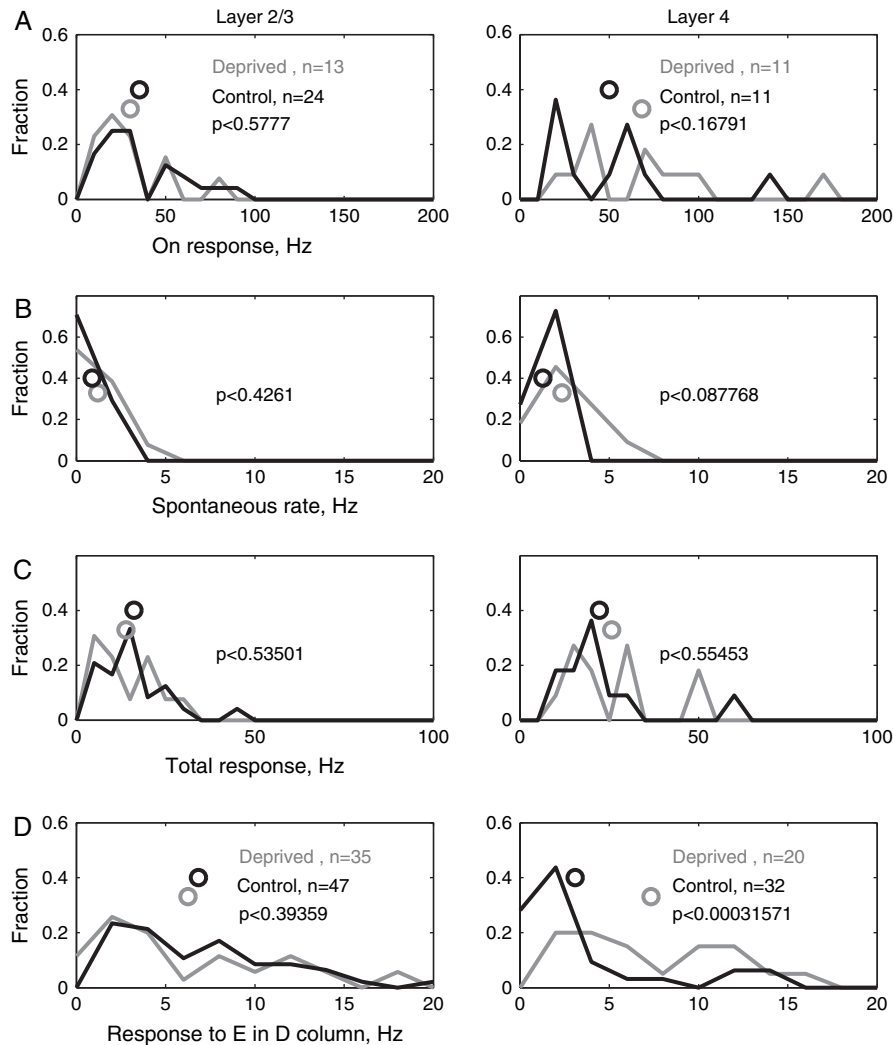 Layer 2/3
Layer 4
A
0.6
0.4
0.2
0
Fraction
Deprived , n=13
Control, n=24
p<0.5777
0 50 100 150 200
On response, Hz
0.6
0.4
0.2
0
Deprived , n=11
Control, n=11
p<0.16791
0 50 100 150 200
B
0.6
0.4
0.2
0
Fraction
p<0.4261
0 5 10 15 20
Spontaneous rate, Hz
0.6
0.4
0.2
0
p<0.087768
0 5 10 15 20
C
0.4
0.2
0
Fraction
p<0.53501
0 50 100
Total response, Hz
0.4
0.2
0
p<0.55453
0 50 100
D
0.6
0.4
0.2
0
Fraction
Deprived , n=35
Control, n=47
p<0.39359
0 5 10 15 20
Response to E in D column, Hz
0.6
0.4
0.2
0
Deprived , n=20
Control, n=32
p<0.00031571
0 5 10 15 20